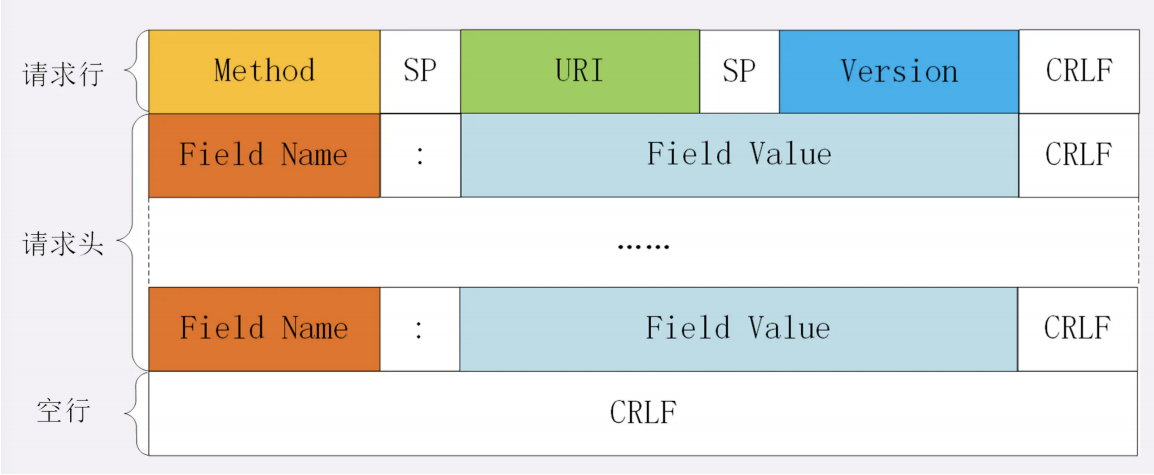 请求行 Method SP URI SP Version CRLF
Field Name : Field Value CRLF
请求头 ……
Field Name : Field Value CRLF
空行 CRLF